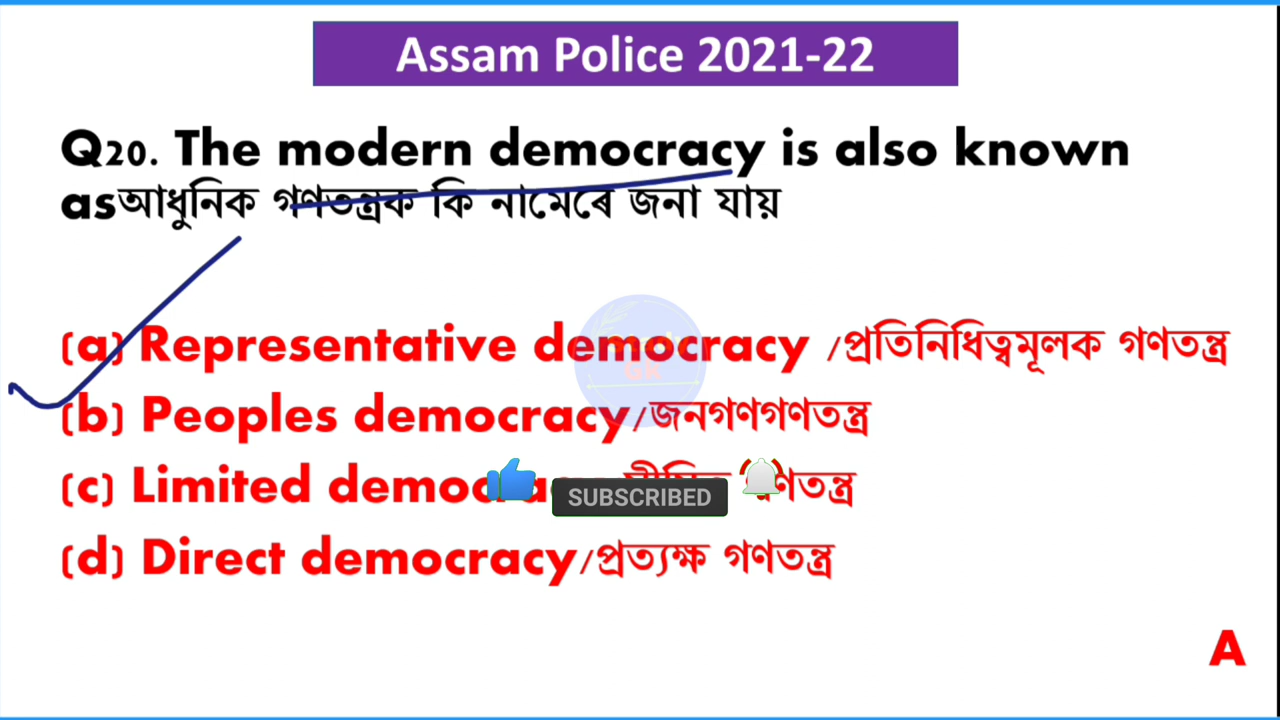 Assam Police 2021-22
Q20. The modern democracy is also known
asআধুনিক গণতন্ত্ৰক কি নামেৰে জনা যায়
(a) Representative democracy /প্ৰতিনিধিত্বমূলক গণতন্ত্ৰ
(b) Peoples democracy/জনগণগণতন্ত্ৰ
(c) Limited গণতন্ত্ৰ
SUBSCRIBED
(d) Direct democracy/প্ৰত্যক্ষ গণতন্ত্ৰ
A